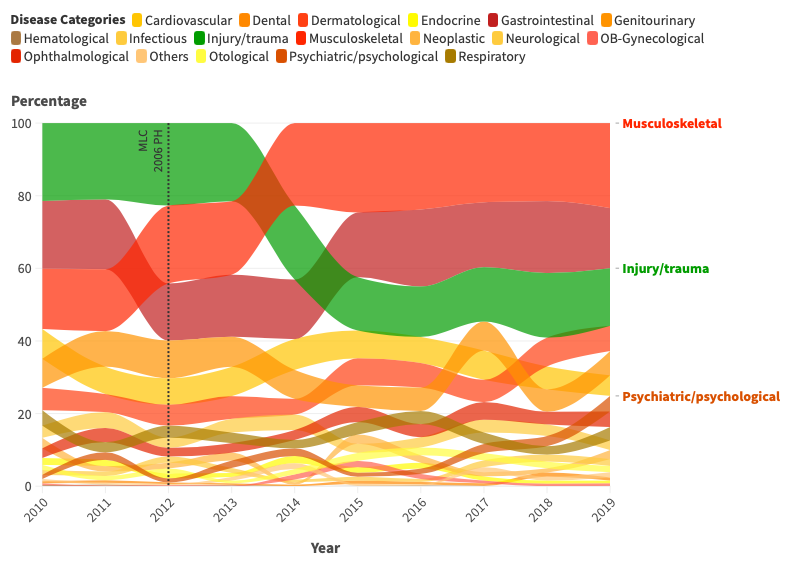 Disease Categories Cardiovascular Dental Dermatological Endocrine Gastrointestinal Genitourinary
Hematological Infectious Injury/trauma Musculoskeletal Neoplastic Neurological OB-Gynecological
Ophthalmological Others Otological Psychiatric/psychological Respiratory
Percentage
100
80
60
40
20
0
MLC
2006 PH
Musculoskeletal
Injury/trauma
Psychiatric/psychological
2010 2011 2012 2013 2014 2015 2016 2017 2018 2019
Year